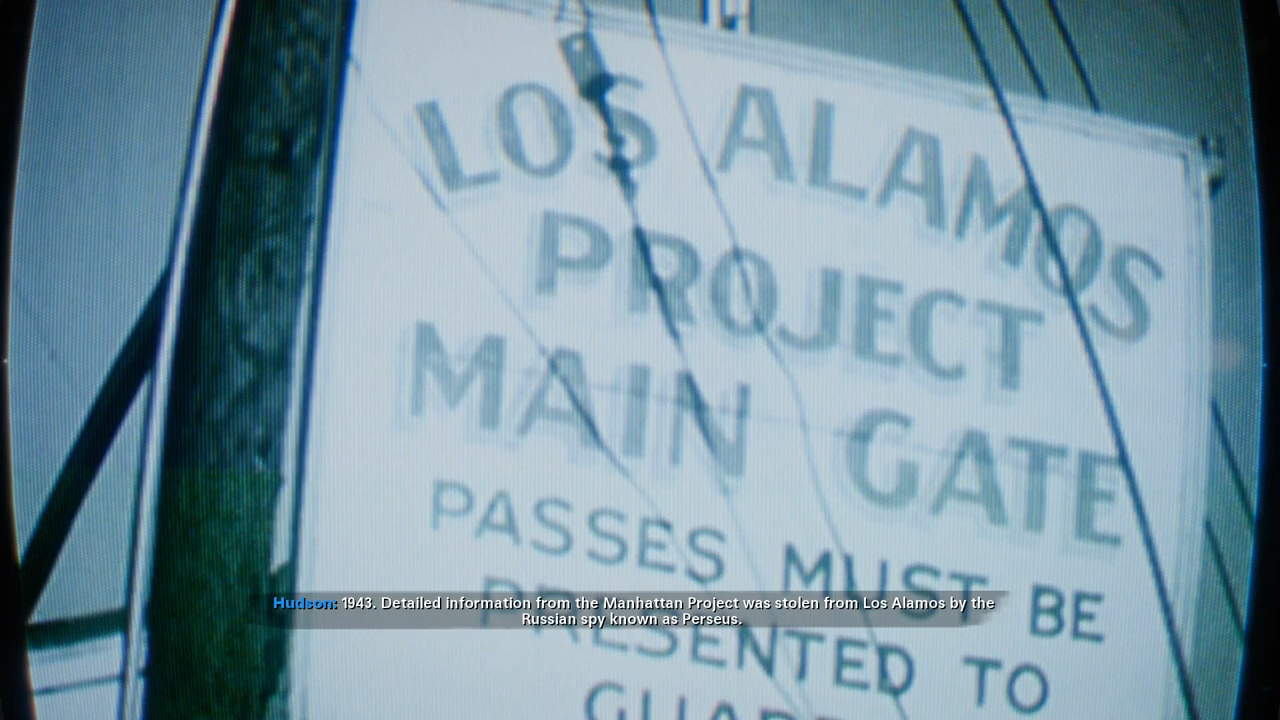 LOS ALAMOS
PROJECT
MAIN GATE
PASSES MUST BE
PRESENTED TO
Hudson: 1943. Detailed information from the Manhattan Project was stolen from Los Alamos by the
Russian spy known as Perseus.